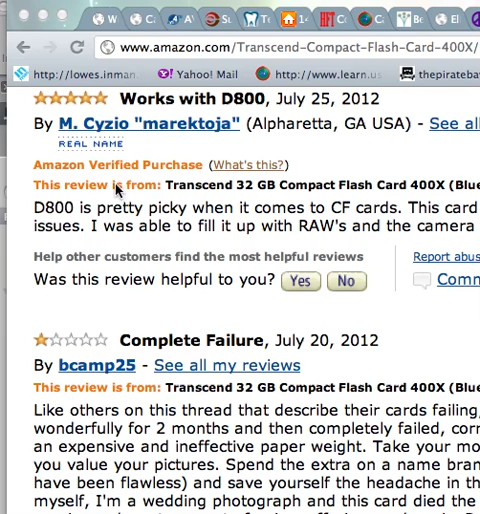 W C A S T 1- HFT C Be El
www.amazon.com/Transcend-Compact-Flash-Card-400X/
http://lowes.inman. Yahoo! Mail http://www.learn.us thepirateba
Works with D800, July 25, 2012
By M. Cyzio "marektoja" (Alpharetta, GA USA) - See all
REAL NAME
Amazon Verified Purchase (What's this?)
This review is from: Transcend 32 GB Compact Flash Card 400X (Blue
D800 is pretty picky when it comes to CF cards. This card
issues. I was able to fill it up with RAW's and the camera
Help other customers find the most helpful reviews
Report abus
Was this review helpful to you? Yes No
Comm
Complete Failure, July 20, 2012
By bcamp25 - See all my reviews
This review is from: Transcend 32 GB Compact Flash Card 400X (Blue
Like others on this thread that describe their cards failing,
wonderfully for 2 months and then completely failed, corr
an expensive and ineffective paper weight. Take your mo
you value your pictures. Spend the extra on a name bran
have been flawless) and save yourself the headache in th
myself, I'm a wedding photograph and this card died the